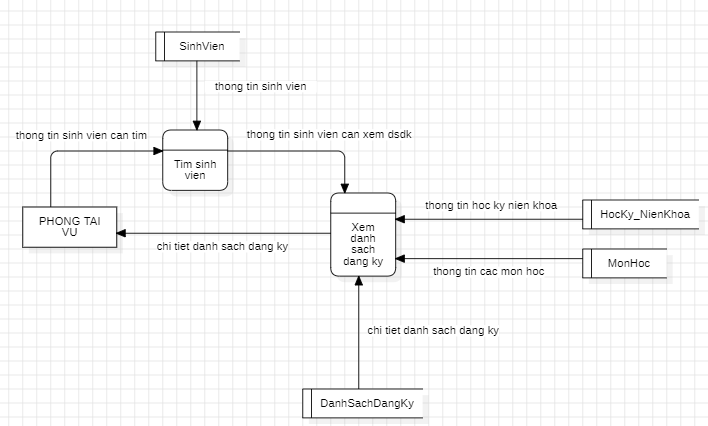 SinhVien
thong tin sinh vien
thong tin sinh vien can tim
thong tin sinh vien can xem dsdk
Tim sinh
vien
PHONG TAI
VU
chi tiet danh sach dang ky
Xem
danh
sach
dang ky
thong tin hoc ky nien khoa
HocKy_NienKhoa
thong tin cac mon hoc
MonHoc
chi tiet danh sach dang ky
DanhSachDangKy